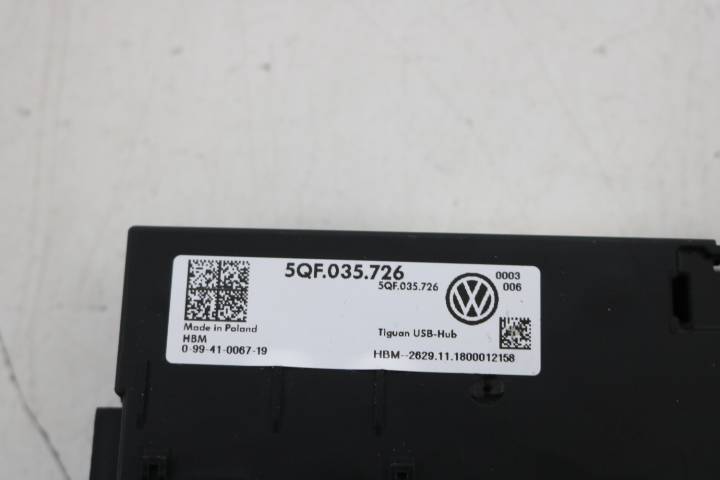 5QF.035.726
5QF.035.726
0003
006
Made in Poland
HBM
0-99-41-0067-19
Tiguan USB-Hub
HBM--2629.11.1800012158